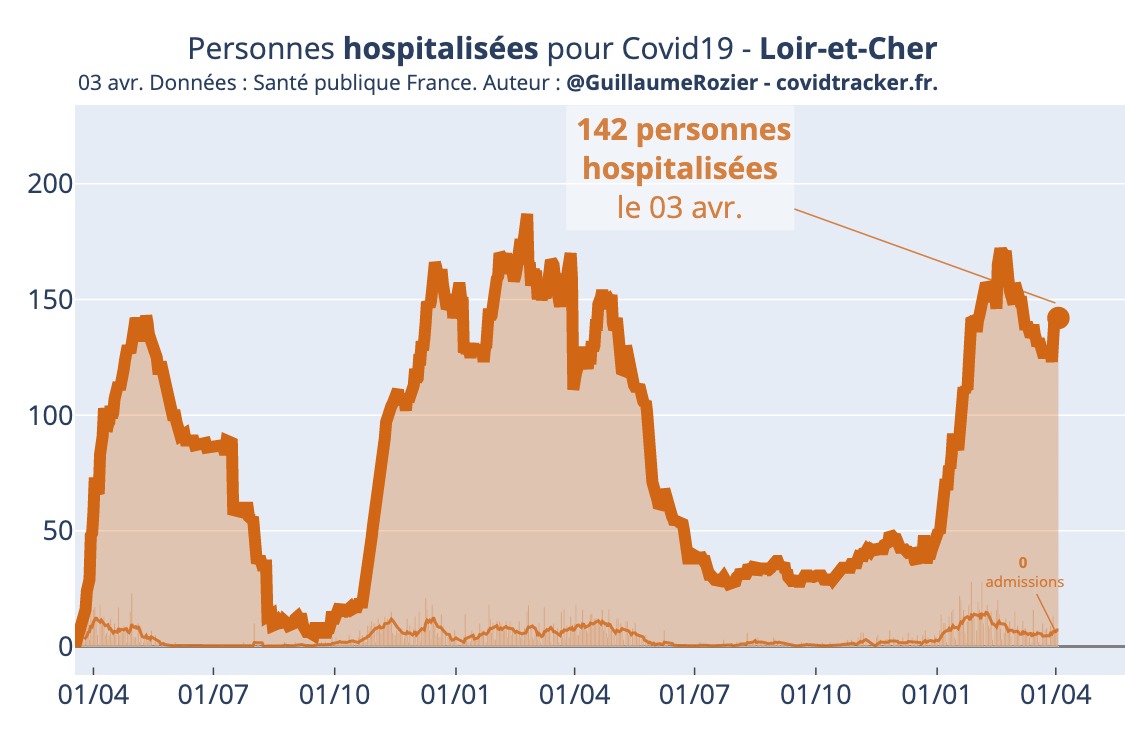 Personnes hospitalisées pour Covid19 - Loir-et-Cher
03 avr. Données : Santé publique France. Auteur : @GuillaumeRozier - covidtracker.fr.
142 personnes
hospitalisées
le 03 avr.
200
150
100
50
0
0
admissions
01/04 01/07 01/10 01/01 01/04 01/07 01/10 01/01 01/04